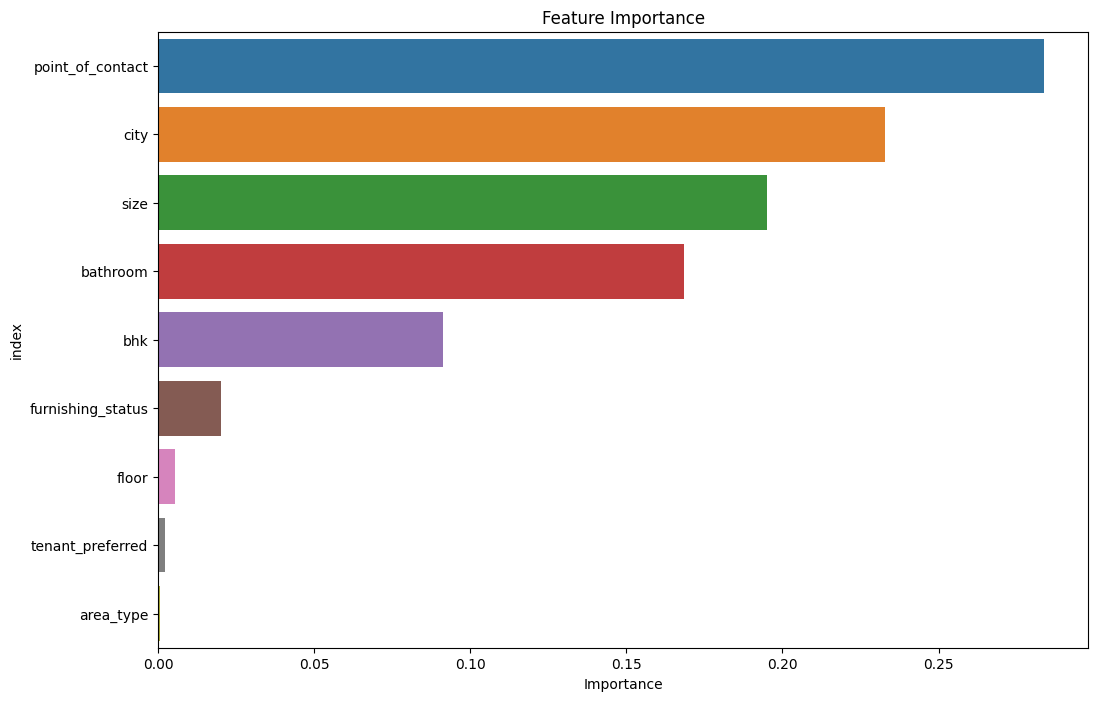 Feature Importance
point_of_contact
city
size
bathroom
bhk
furnishing_status
floor
tenant_preferred
area_type
index
0.00 0.05 0.10 0.15 0.20 0.25
Importance